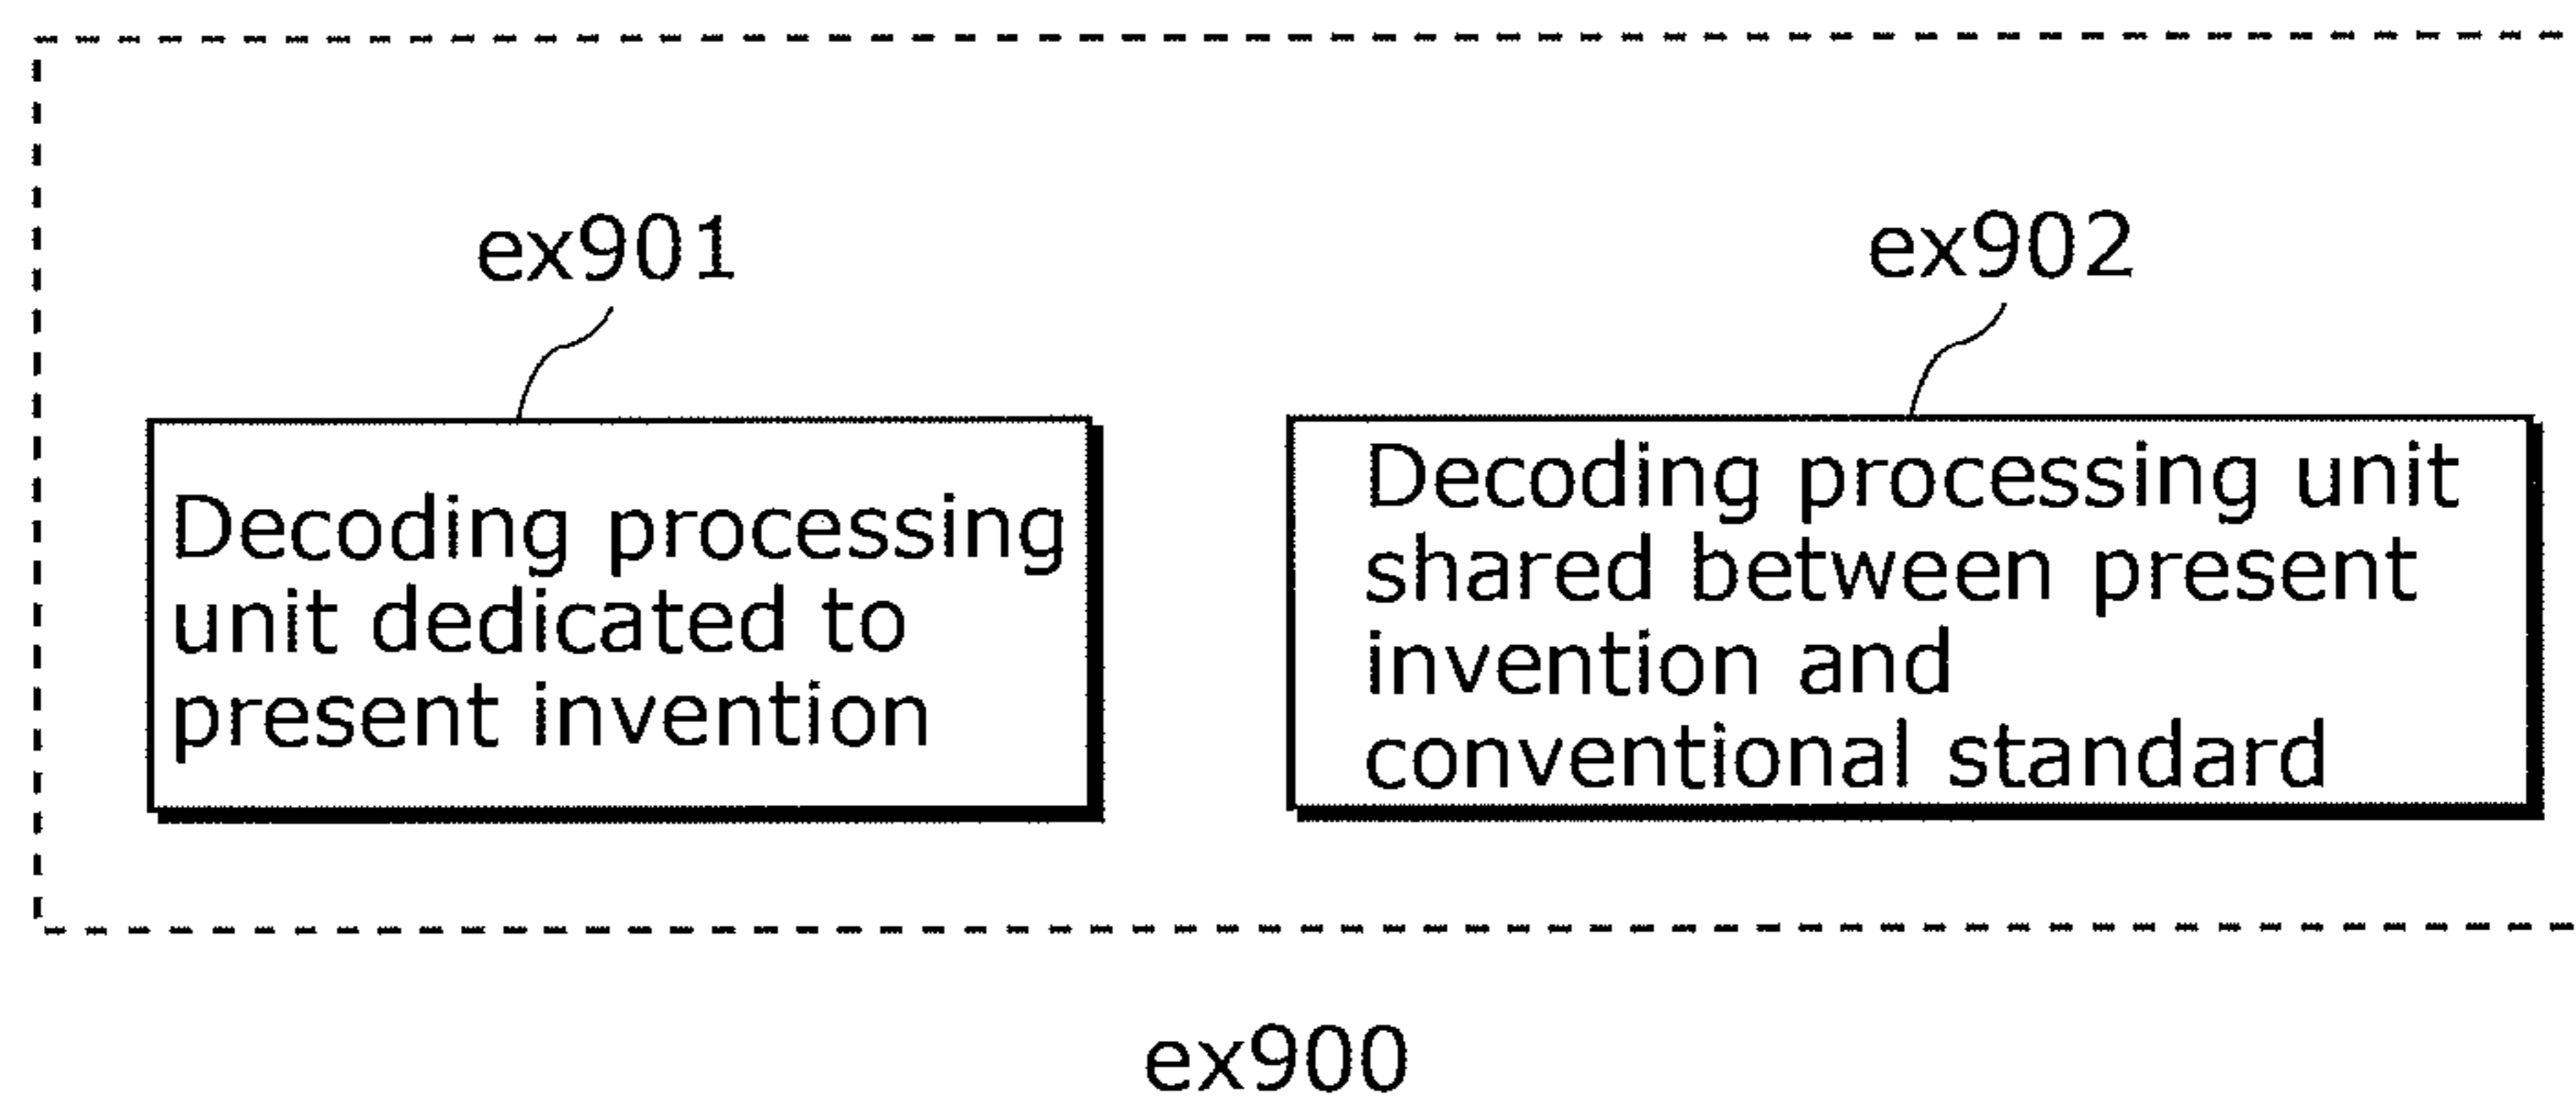 ex901
ex902
Decoding processing
unit dedicated to
present invention
Decoding processing unit
shared between present
invention and
conventional standard
ex900